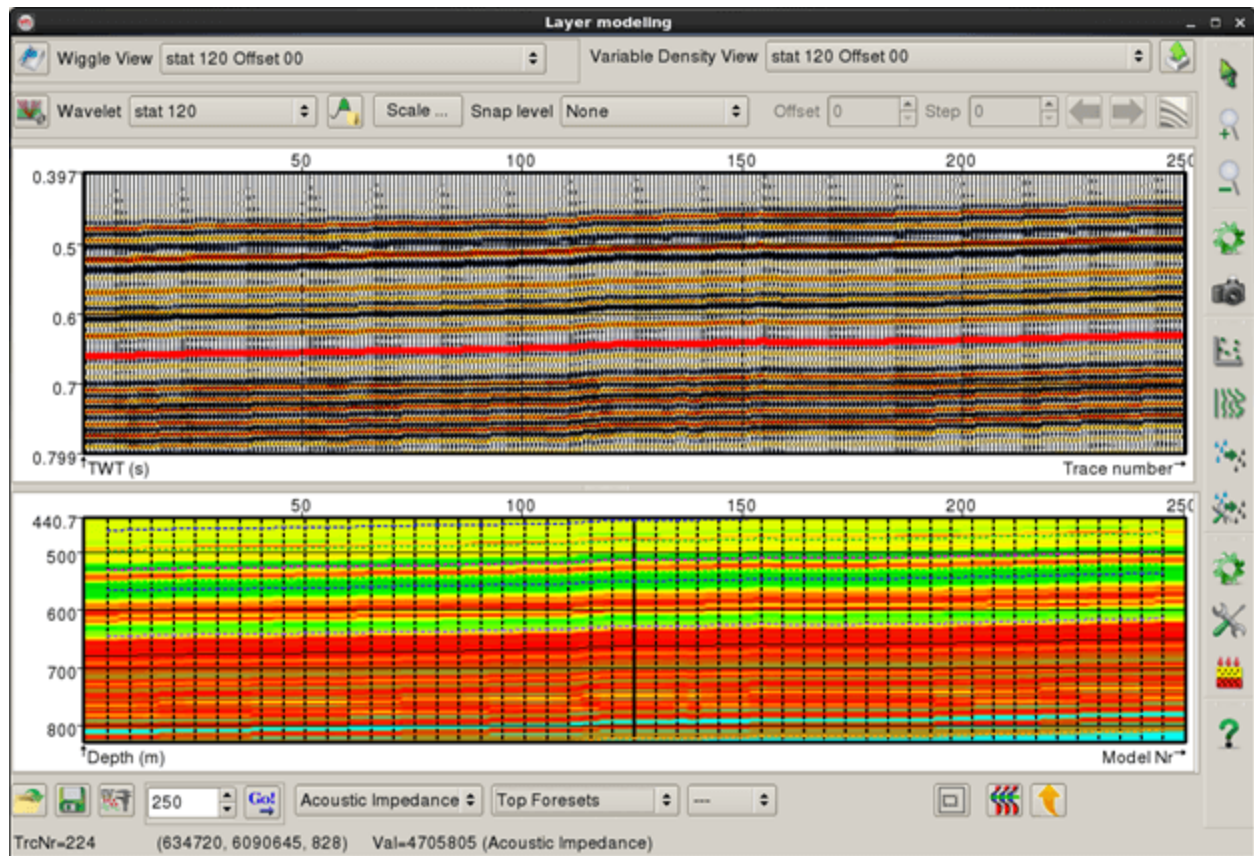 Layer modeling
Wiggle View stat 120 Offset 00 Variable Density View stat 120 Offset 00
Wavelet stat 120 Scale ... Snap level None Offset 0 Step 0
50 100 150 200 250
0.397
0.5
0.6
0.7
0.799
TWT (s) Trace number
50 100 150 200 250
440.7
500
600
700
800
Depth (m) Model Nr
250 Go! Acoustic Impedance Top Foresets ---
TrcNr=224 (634720, 6090645, 828) Val=4705805 (Acoustic Impedance)